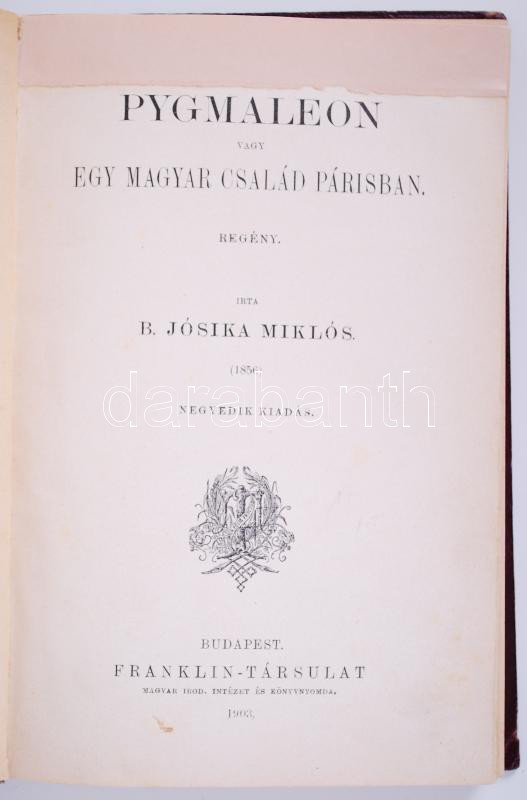 PYGMALEON
VAGY
EGY MAGYAR CSALÁD PÁRISBAN.
REGÉNY.
IRTA
B. JÓSIKA MIKLÓS.
(1856)
darabanth
NEGYEDIK KIADÁS.
BUDAPEST.
FRANKLIN-TÁRSULAT
MAGYAR IROD. INTÉZET ÉS KÖNYVNYOMDA.
1903.